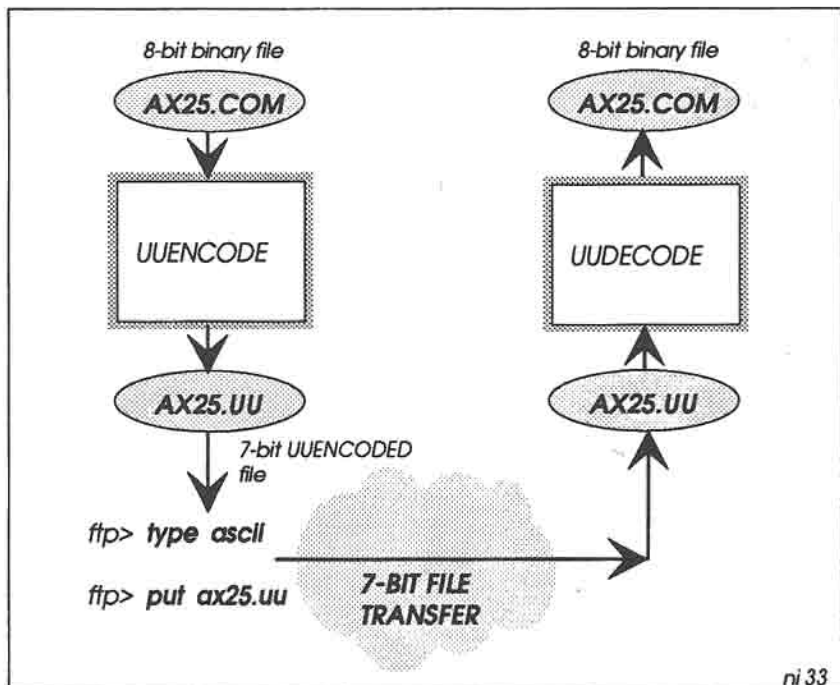 8-bit binary file
AX25.COM
UUENCODE
AX25.UU
7-bit UUENCODED
file
ftp> type ascii
ftp> put ax25.uu
7-BIT FILE
TRANSFER
8-bit binary file
AX25.COM
UUDECODE
AX25.UU
ni 33